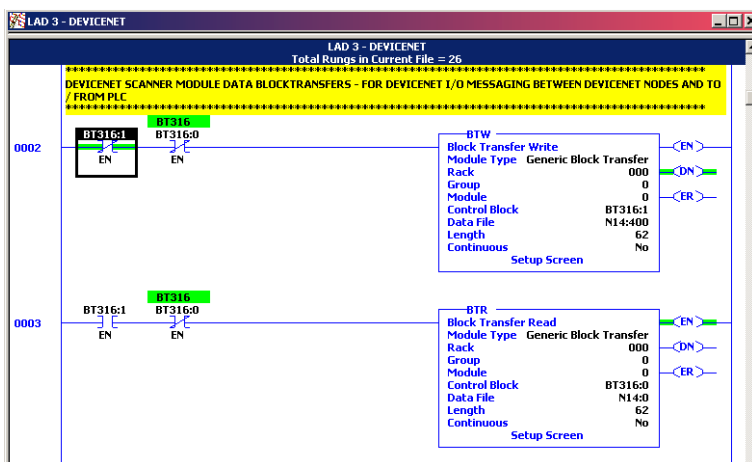 LAD 3 - DEVICENET
LAD 3 - DEVICENET
Total Rungs in Current File = 26
DEVICENET SCANNER MODULE DATA BLOCKTRANSFERS - FOR DEVICENET I/O MESSAGING BETWEEN DEVICENET NODES AND TO
/ FROM PLC
BT316
BT316:1 BT316:0
EN EN
0002
BTW
Block Transfer Write
Module Type Generic Block Transfer
Rack 000
Group 0
Module 0
Control Block BT316:1
Data File N14:400
Length 62
Continuous No
Setup Screen
EN
DN
ER
BT316
BT316:1 BT316:0
EN EN
0003
BTR
Block Transfer Read
Module Type Generic Block Transfer
Rack 000
Group 0
Module 0
Control Block BT316:0
Data File N14:0
Length 62
Continuous No
Setup Screen
EN
DN
ER